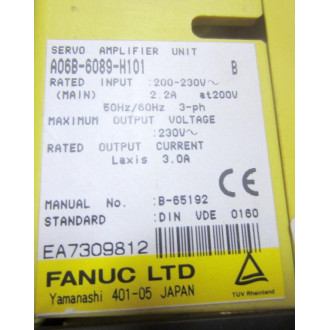 SERVO AMPLIFIER UNIT
A06B-6089-H101 B
RATED INPUT :200-230V~
(MAIN) 2.2A at200V
50Hz/60Hz 3-ph
MAXIMUM OUTPUT VOLTAGE
:230V~
RATED OUTPUT CURRENT
Laxis 3.0A
MANUAL No. :B-65192
STANDARD :DIN VDE 0160
CE
EA7309812
FANUC LTD
Yamanashi 401-05 JAPAN
TUV Rheinland